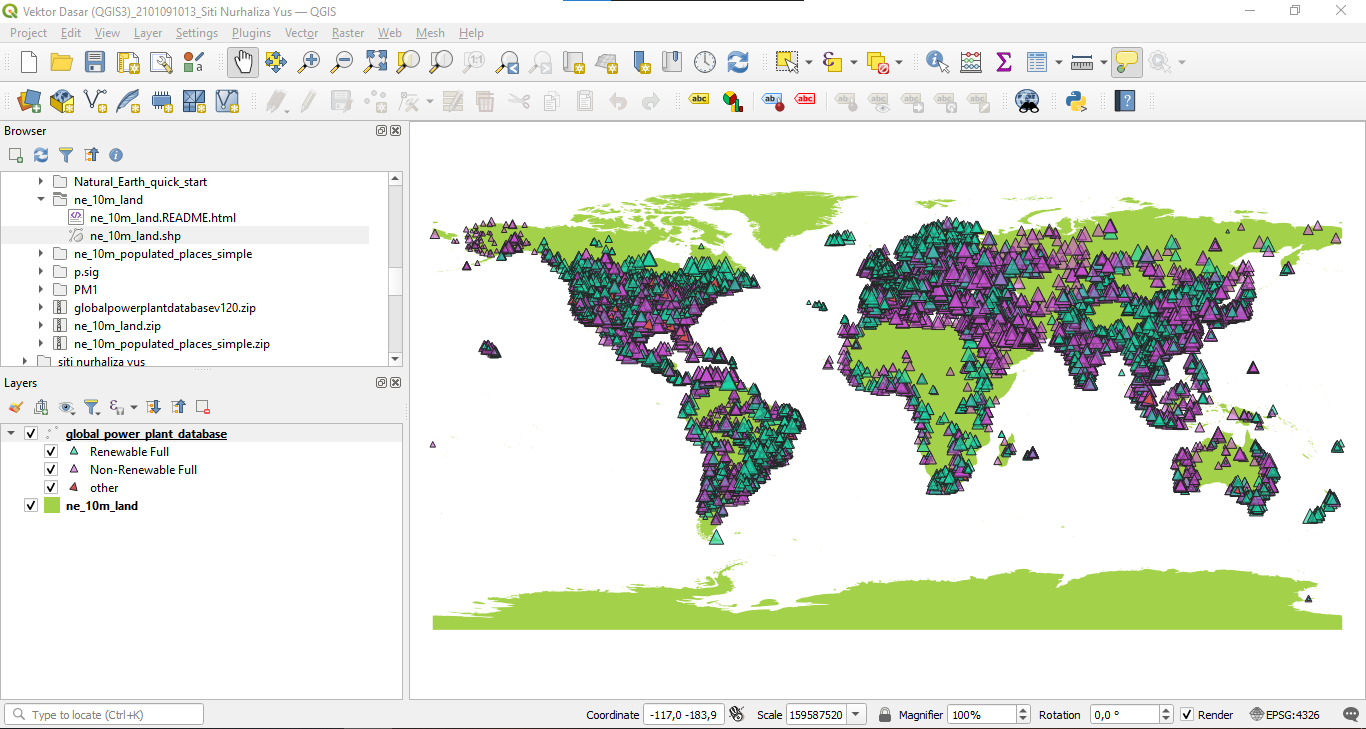 Vektor Dasar (QGIS3)_2101091013_Siti Nurhaliza Yus — QGIS
Project Edit View Layer Settings Plugins Vector Raster Web Mesh Help
abc abc abc
Browser
Natural_Earth_quick_start
ne_10m_land
ne_10m_land.README.html
ne_10m_land.shp
ne_10m_populated_places_simple
p.sig
PM1
globalpowerplantdatabasev120.zip
ne_10m_land.zip
ne_10m_populated_places_simple.zip
siti nurhaliza yus
Layers
global_power_plant_database
Renewable Full
Non-Renewable Full
other
ne_10m_land
Type to locate (Ctrl+K) Coordinate -117,0 -183,9 Scale 159587520 Magnifier 100% Rotation 0,0 ° Render EPSG:4326